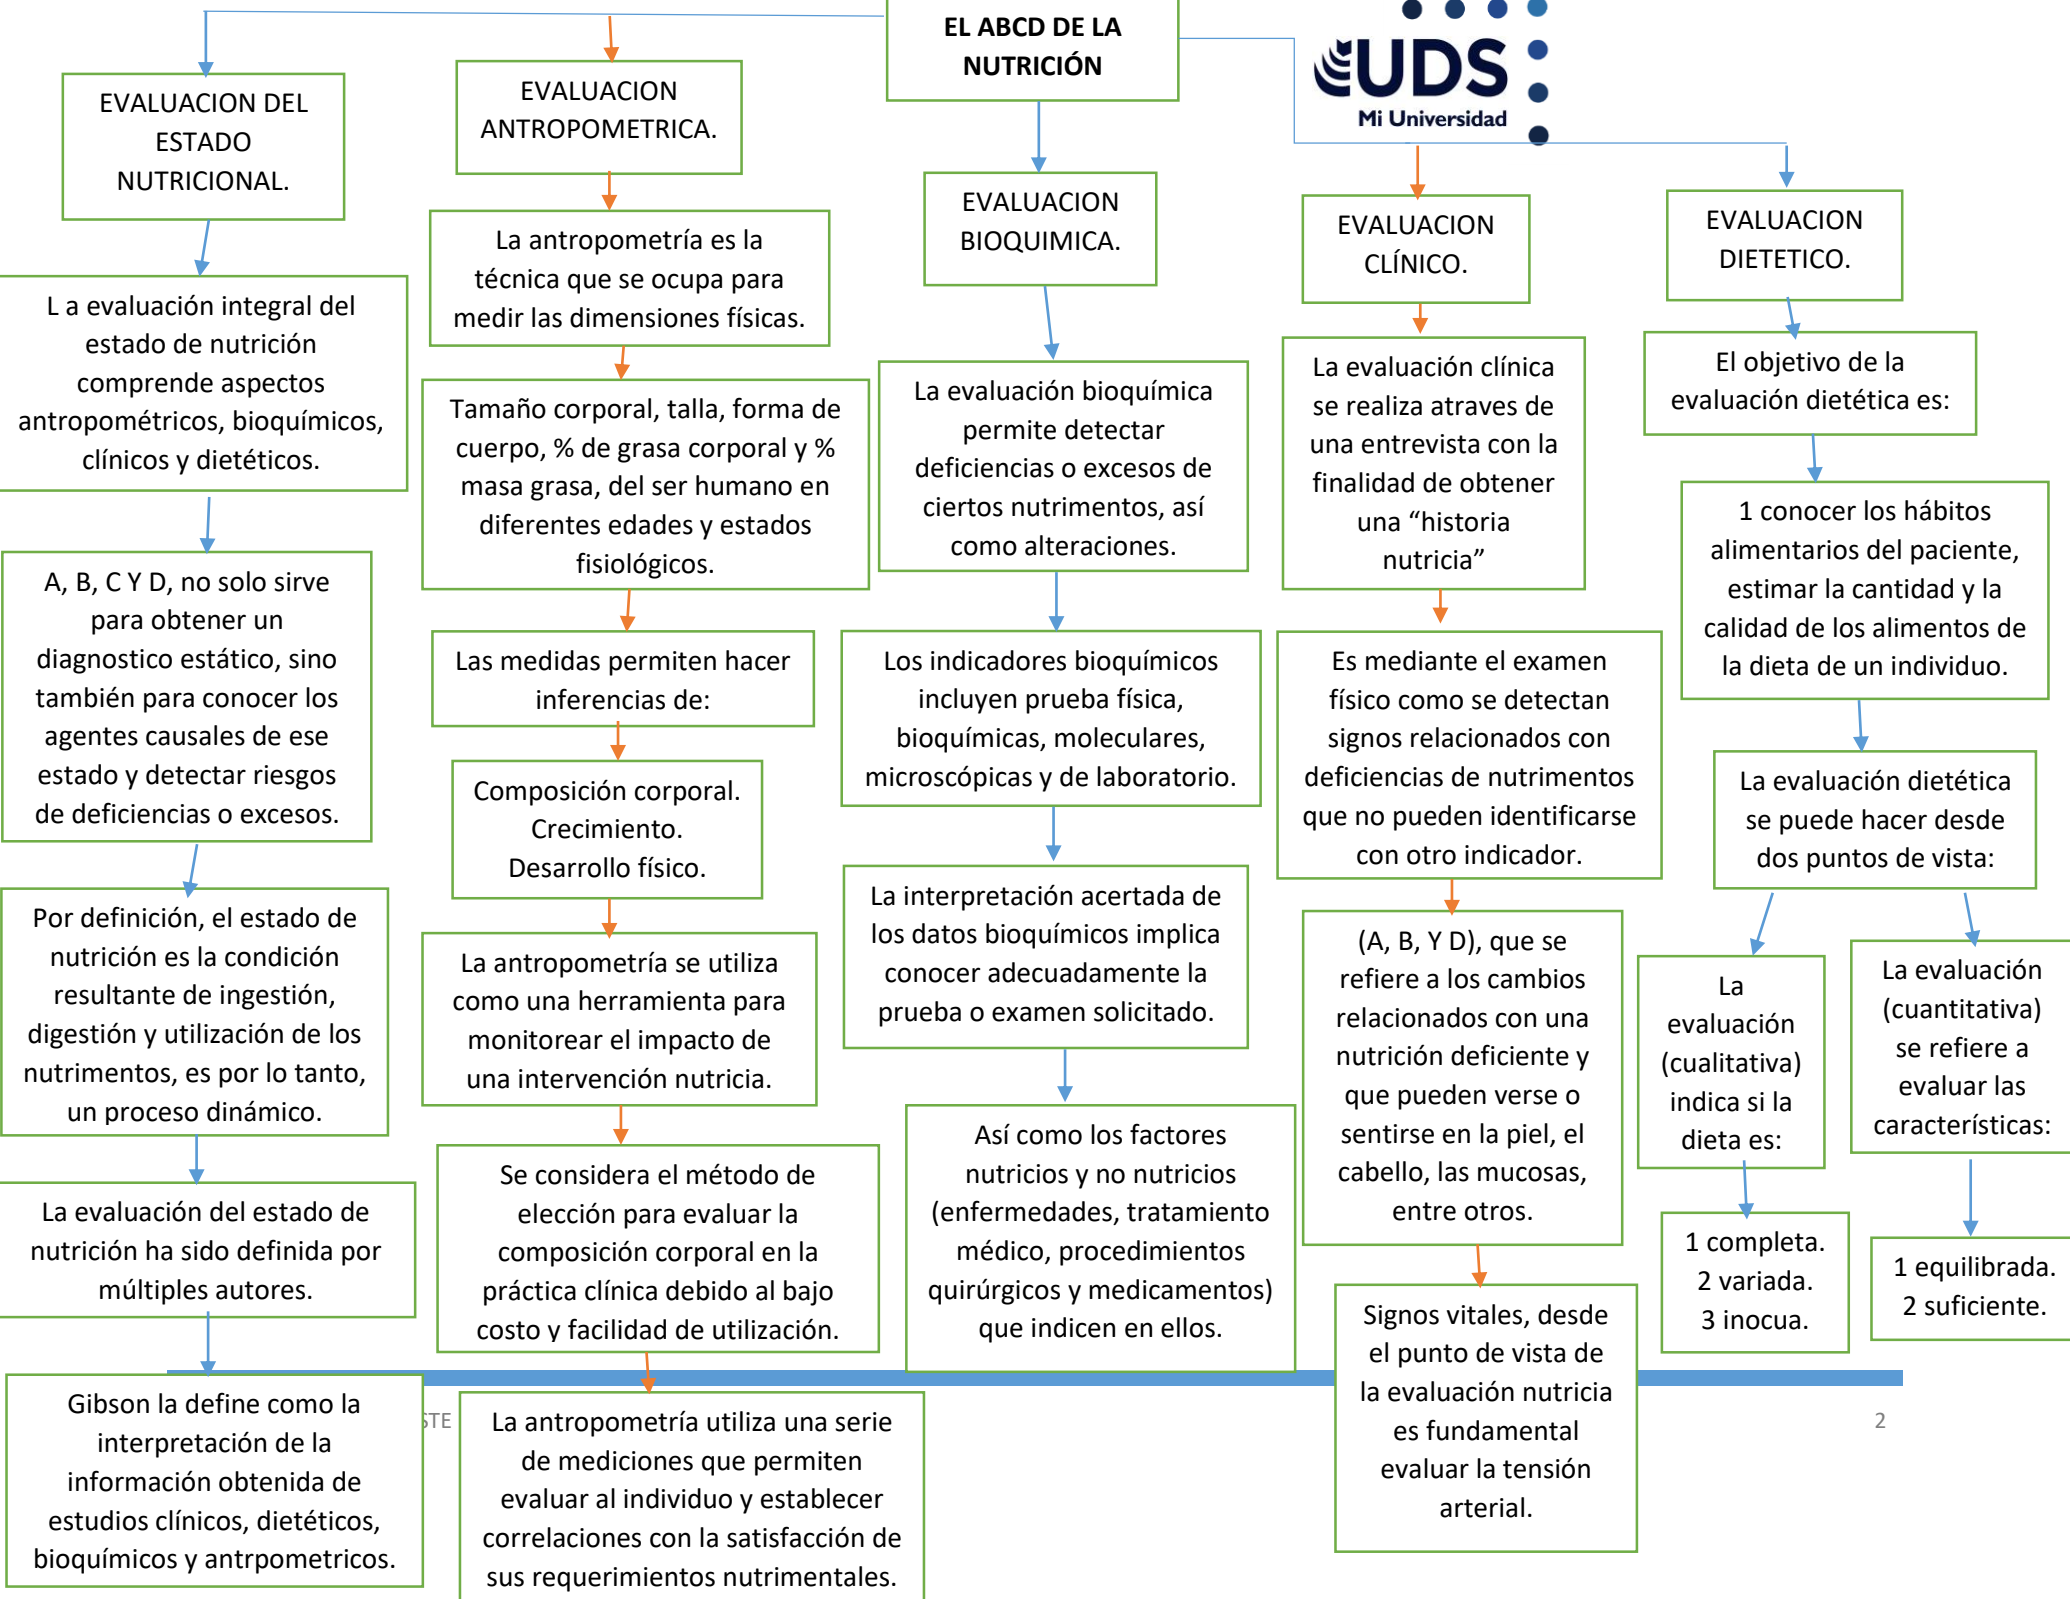 EL ABCD DE LA
NUTRICIÓN
UDS
Mi Universidad
EVALUACION DEL
ESTADO
NUTRICIONAL.
L a evaluación integral del
estado de nutrición
comprende aspectos
antropométricos, bioquímicos,
clínicos y dietéticos.
A, B, C Y D, no solo sirve
para obtener un
diagnostico estático, sino
también para conocer los
agentes causales de ese
estado y detectar riesgos
de deficiencias o excesos.
Por definición, el estado de
nutrición es la condición
resultante de ingestión,
digestión y utilización de los
nutrimentos, es por lo tanto,
un proceso dinámico.
La evaluación del estado de
nutrición ha sido definida por
múltiples autores.
Gibson la define como la
interpretación de la
información obtenida de
estudios clínicos, dietéticos,
bioquímicos y antrpometricos.
EVALUACION
ANTROPOMETRICA.
La antropometría es la
técnica que se ocupa para
medir las dimensiones físicas.
Tamaño corporal, talla, forma de
cuerpo, % de grasa corporal y %
masa grasa, del ser humano en
diferentes edades y estados
fisiológicos.
Las medidas permiten hacer
inferencias de:
Composición corporal.
Crecimiento.
Desarrollo físico.
La antropometría se utiliza
como una herramienta para
monitorear el impacto de
una intervención nutricia.
Se considera el método de
elección para evaluar la
composición corporal en la
práctica clínica debido al bajo
costo y facilidad de utilización.
La antropometría utiliza una serie
de mediciones que permiten
evaluar al individuo y establecer
correlaciones con la satisfacción de
sus requerimientos nutrimentales.
EVALUACION
BIOQUIMICA.
La evaluación bioquímica
permite detectar
deficiencias o excesos de
ciertos nutrimentos, así
como alteraciones.
Los indicadores bioquímicos
incluyen prueba física,
bioquímicas, moleculares,
microscópicas y de laboratorio.
La interpretación acertada de
los datos bioquímicos implica
conocer adecuadamente la
prueba o examen solicitado.
Así como los factores
nutricios y no nutricios
(enfermedades, tratamiento
médico, procedimientos
quirúrgicos y medicamentos)
que indicen en ellos.
EVALUACION
CLÍNICO.
La evaluación clínica
se realiza atraves de
una entrevista con la
finalidad de obtener
una “historia
nutricia”
Es mediante el examen
físico como se detectan
signos relacionados con
deficiencias de nutrimentos
que no pueden identificarse
con otro indicador.
(A, B, Y D), que se
refiere a los cambios
relacionados con una
nutrición deficiente y
que pueden verse o
sentirse en la piel, el
cabello, las mucosas,
entre otros.
Signos vitales, desde
el punto de vista de
la evaluación nutricia
es fundamental
evaluar la tensión
arterial.
EVALUACION
DIETETICO.
El objetivo de la
evaluación dietética es:
1 conocer los hábitos
alimentarios del paciente,
estimar la cantidad y la
calidad de los alimentos de
la dieta de un individuo.
La evaluación dietética
se puede hacer desde
dos puntos de vista:
La
evaluación
(cualitativa)
indica si la
dieta es:
1 completa.
2 variada.
3 inocua.
La evaluación
(cuantitativa)
se refiere a
evaluar las
características:
1 equilibrada.
2 suficiente.
2